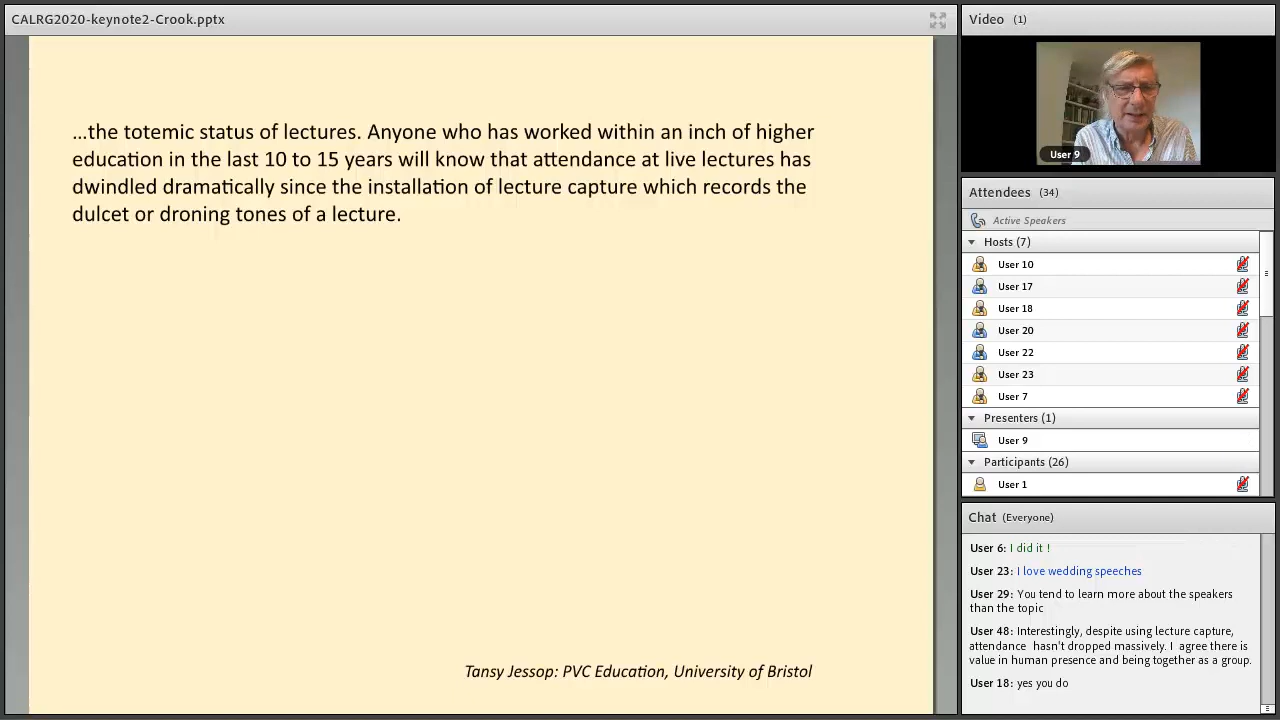 CALRG2020-keynote2-Crook.pptx
...the totemic status of lectures. Anyone who has worked within an inch of higher
education in the last 10 to 15 years will know that attendance at live lectures has
dwindled dramatically since the installation of lecture capture which records the
dulcet or droning tones of a lecture.
Tansy Jessop: PVC Education, University of Bristol
Video (1)
User 9
Attendees (34)
Active Speakers
Hosts (7)
User 10
User 17
User 18
User 20
User 22
User 23
User 7
Presenters (1)
User 9
Participants (26)
User 1
Chat (Everyone)
User 6: I did it !
User 23: I love wedding speeches
User 29: You tend to learn more about the speakers
than the topic
User 48: Interestingly, despite using lecture capture,
attendance hasn't dropped massively. I agree there is
value in human presence and being together as a group.
User 18: yes you do